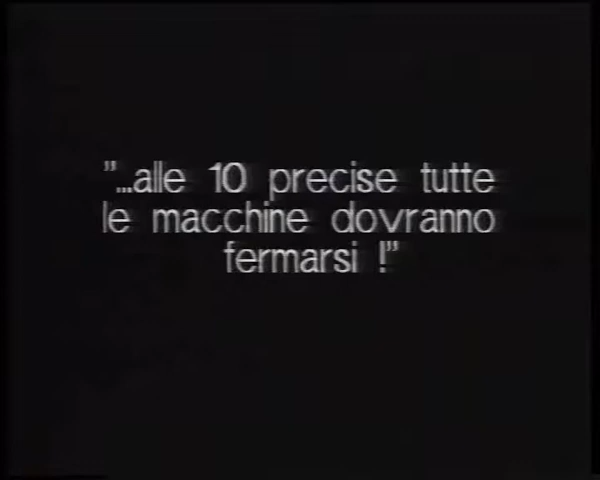 "...alle 10 precise tutte
le macchine dovranno
fermarsi !"